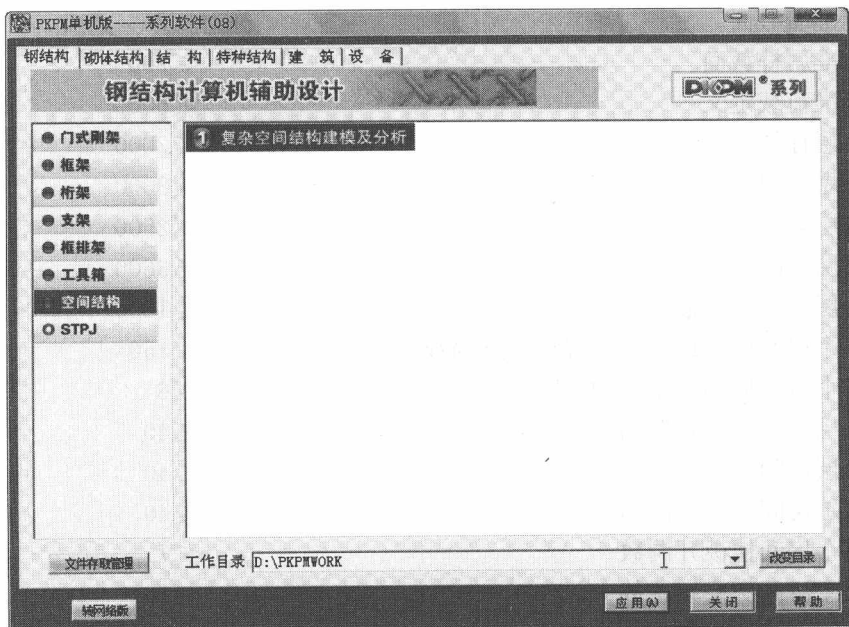 PKPM单机版----系列软件(08)
钢结构 砌体结构 结 构 特种结构 建 筑 设 备
钢结构计算机辅助设计
PKPM®系列
门式刚架
框架
桁架
支架
框排架
工具箱
空间结构
STPJ
1 复杂空间结构建模及分析
文件存取管理
工作目录 D:\PKPMWORK
改变目录
转网络版
应用(A) 关闭 帮助